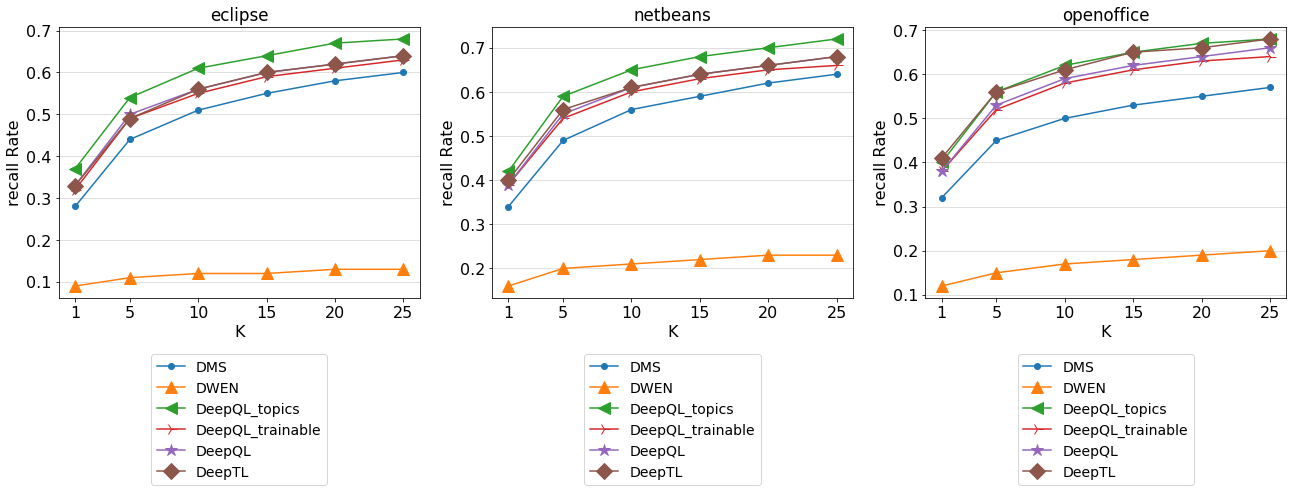 eclipse
recall Rate
0.7
0.6
0.5
0.4
0.3
0.2
0.1
1 5 10 15 20 25
K
DMS
DWEN
DeepQL_topics
DeepQL_trainable
DeepQL
DeepTL
netbeans
recall Rate
0.7
0.6
0.5
0.4
0.3
0.2
1 5 10 15 20 25
K
DMS
DWEN
DeepQL_topics
DeepQL_trainable
DeepQL
DeepTL
openoffice
recall Rate
0.7
0.6
0.5
0.4
0.3
0.2
0.1
1 5 10 15 20 25
K
DMS
DWEN
DeepQL_topics
DeepQL_trainable
DeepQL
DeepTL